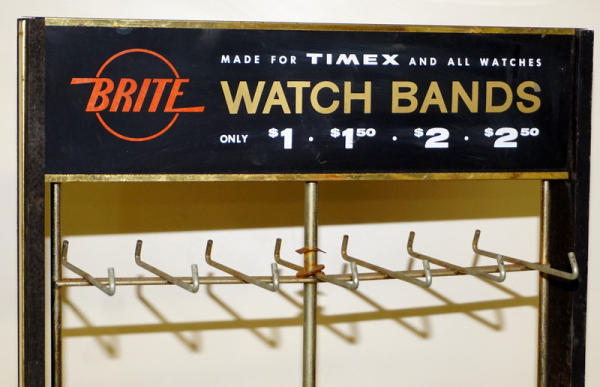 BRITE
MADE FOR TIMEX AND ALL WATCHES
WATCH BANDS
ONLY $1 · $150 · $2 · $250